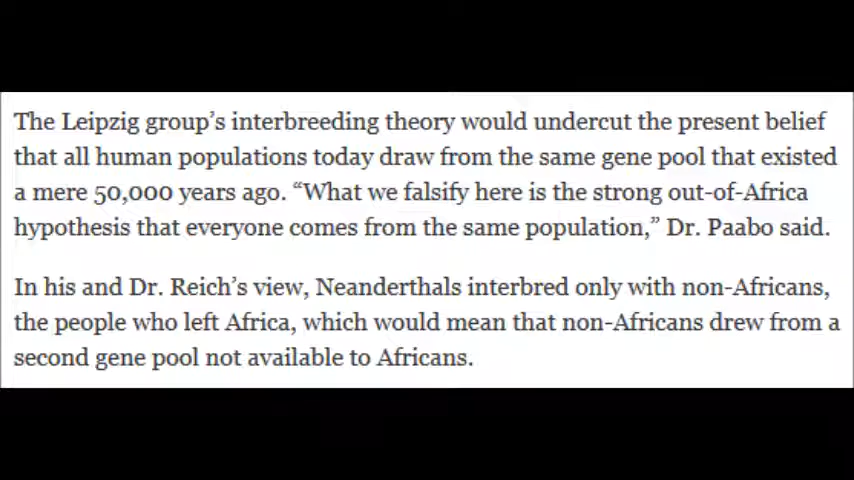 The Leipzig group’s interbreeding theory would undercut the present belief
that all human populations today draw from the same gene pool that existed
a mere 50,000 years ago. “What we falsify here is the strong out-of-Africa
hypothesis that everyone comes from the same population,” Dr. Paabo said.
In his and Dr. Reich’s view, Neanderthals interbred only with non-Africans,
the people who left Africa, which would mean that non-Africans drew from a
second gene pool not available to Africans.